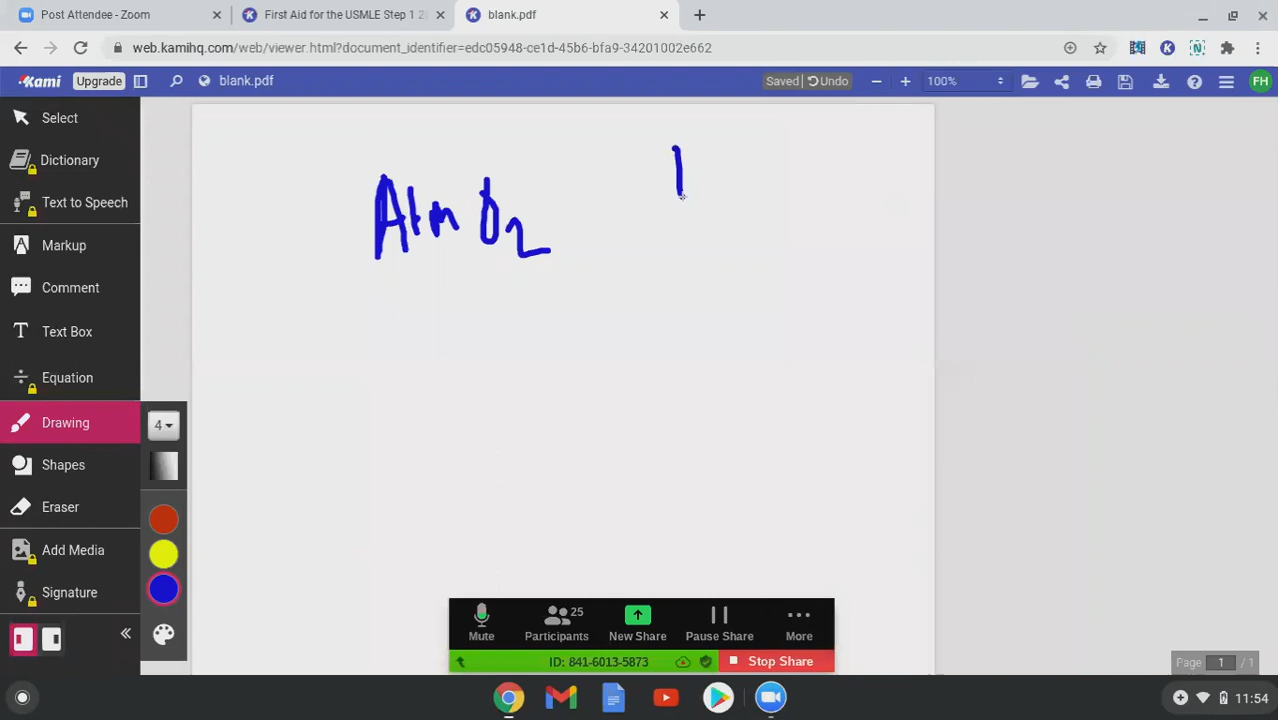 Post Attendee - Zoom
First Aid for the USMLE Step 1 2
blank.pdf
web.kamihq.com/web/viewer.html?document_identifier=edc05948-ce1d-45b6-bfa9-34201002e662
Kami Upgrade blank.pdf Saved Undo 100% FH
Select
Dictionary
Text to Speech
Markup
Comment
Text Box
Equation
Drawing
4
Shapes
Eraser
Add Media
Signature
Atm O2
25
Mute Participants New Share Pause Share More
ID: 841-6013-5873 Stop Share
Page 1 / 1
11:54